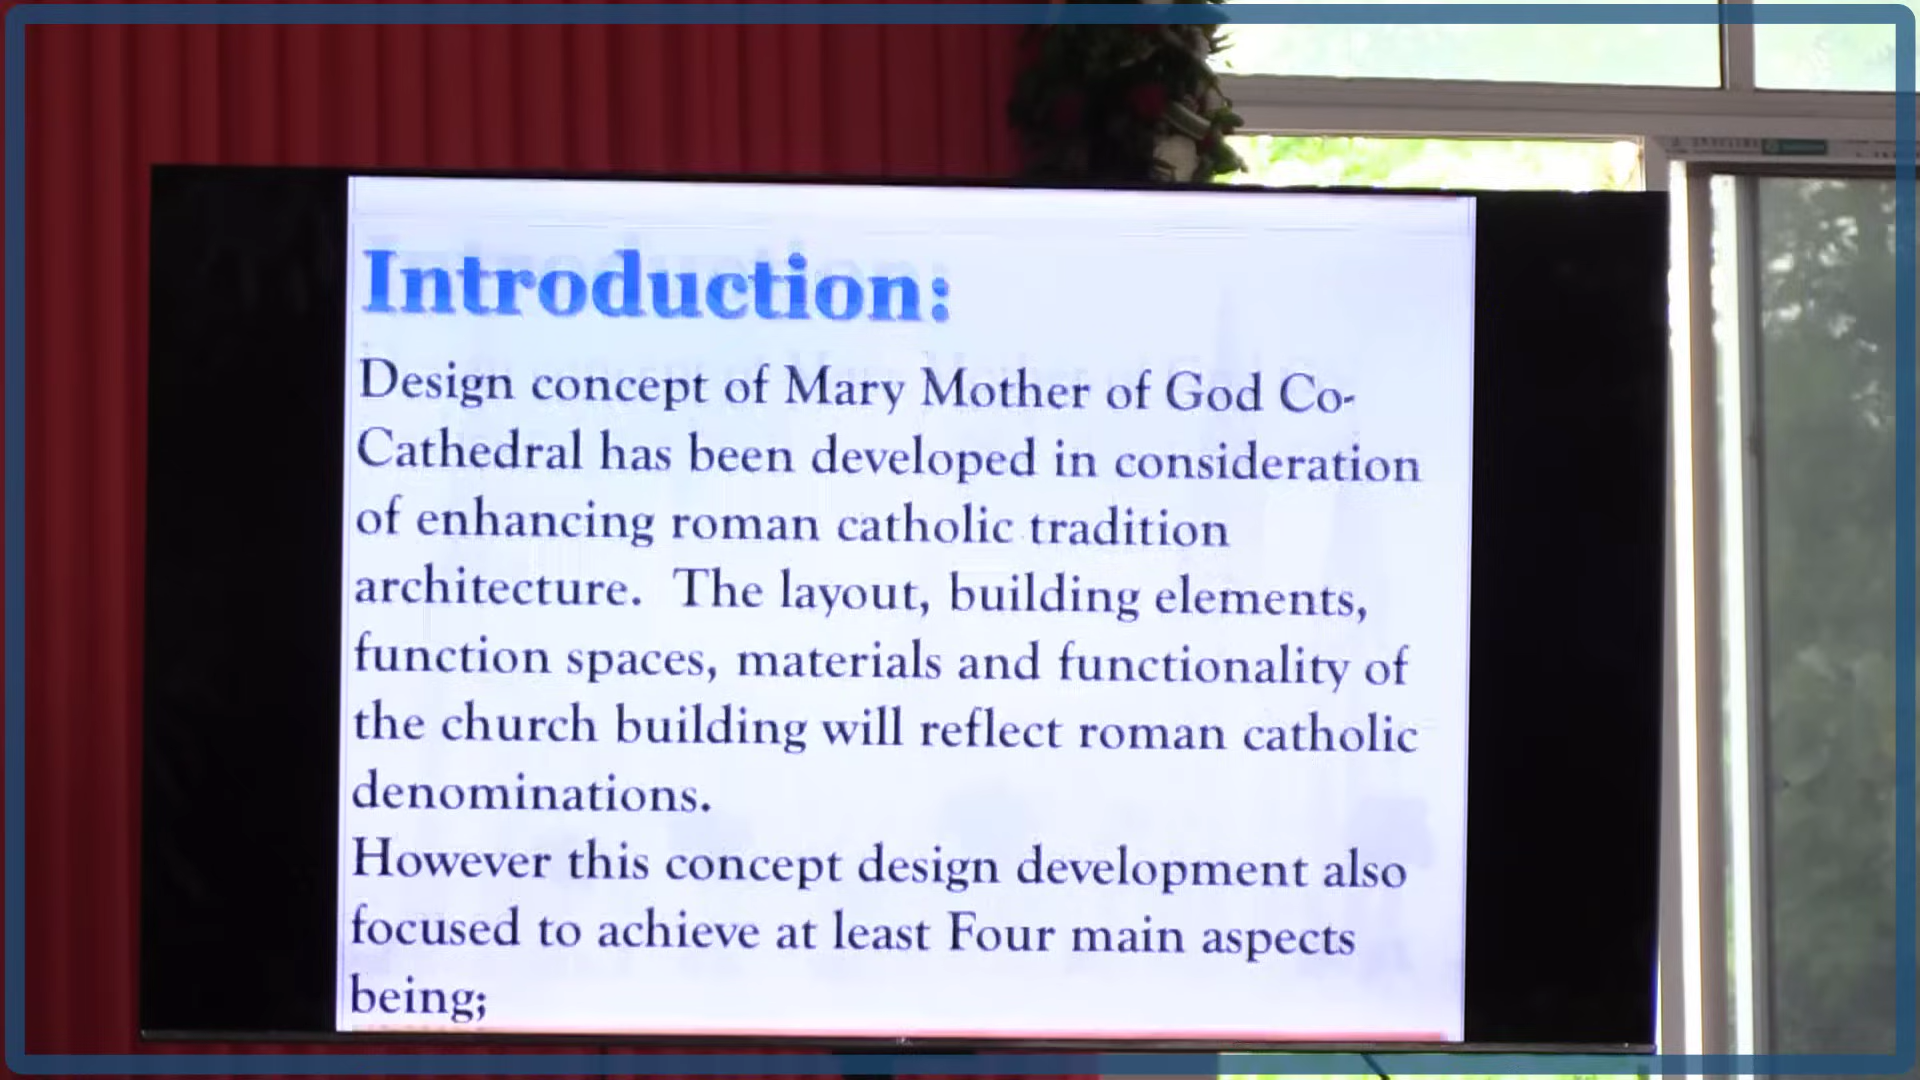 Introduction:
Design concept of Mary Mother of God Co-
Cathedral has been developed in consideration
of enhancing roman catholic tradition
architecture. The layout, building elements,
function spaces, materials and functionality of
the church building will reflect roman catholic
denominations.
However this concept design development also
focused to achieve at least Four main aspects
being;